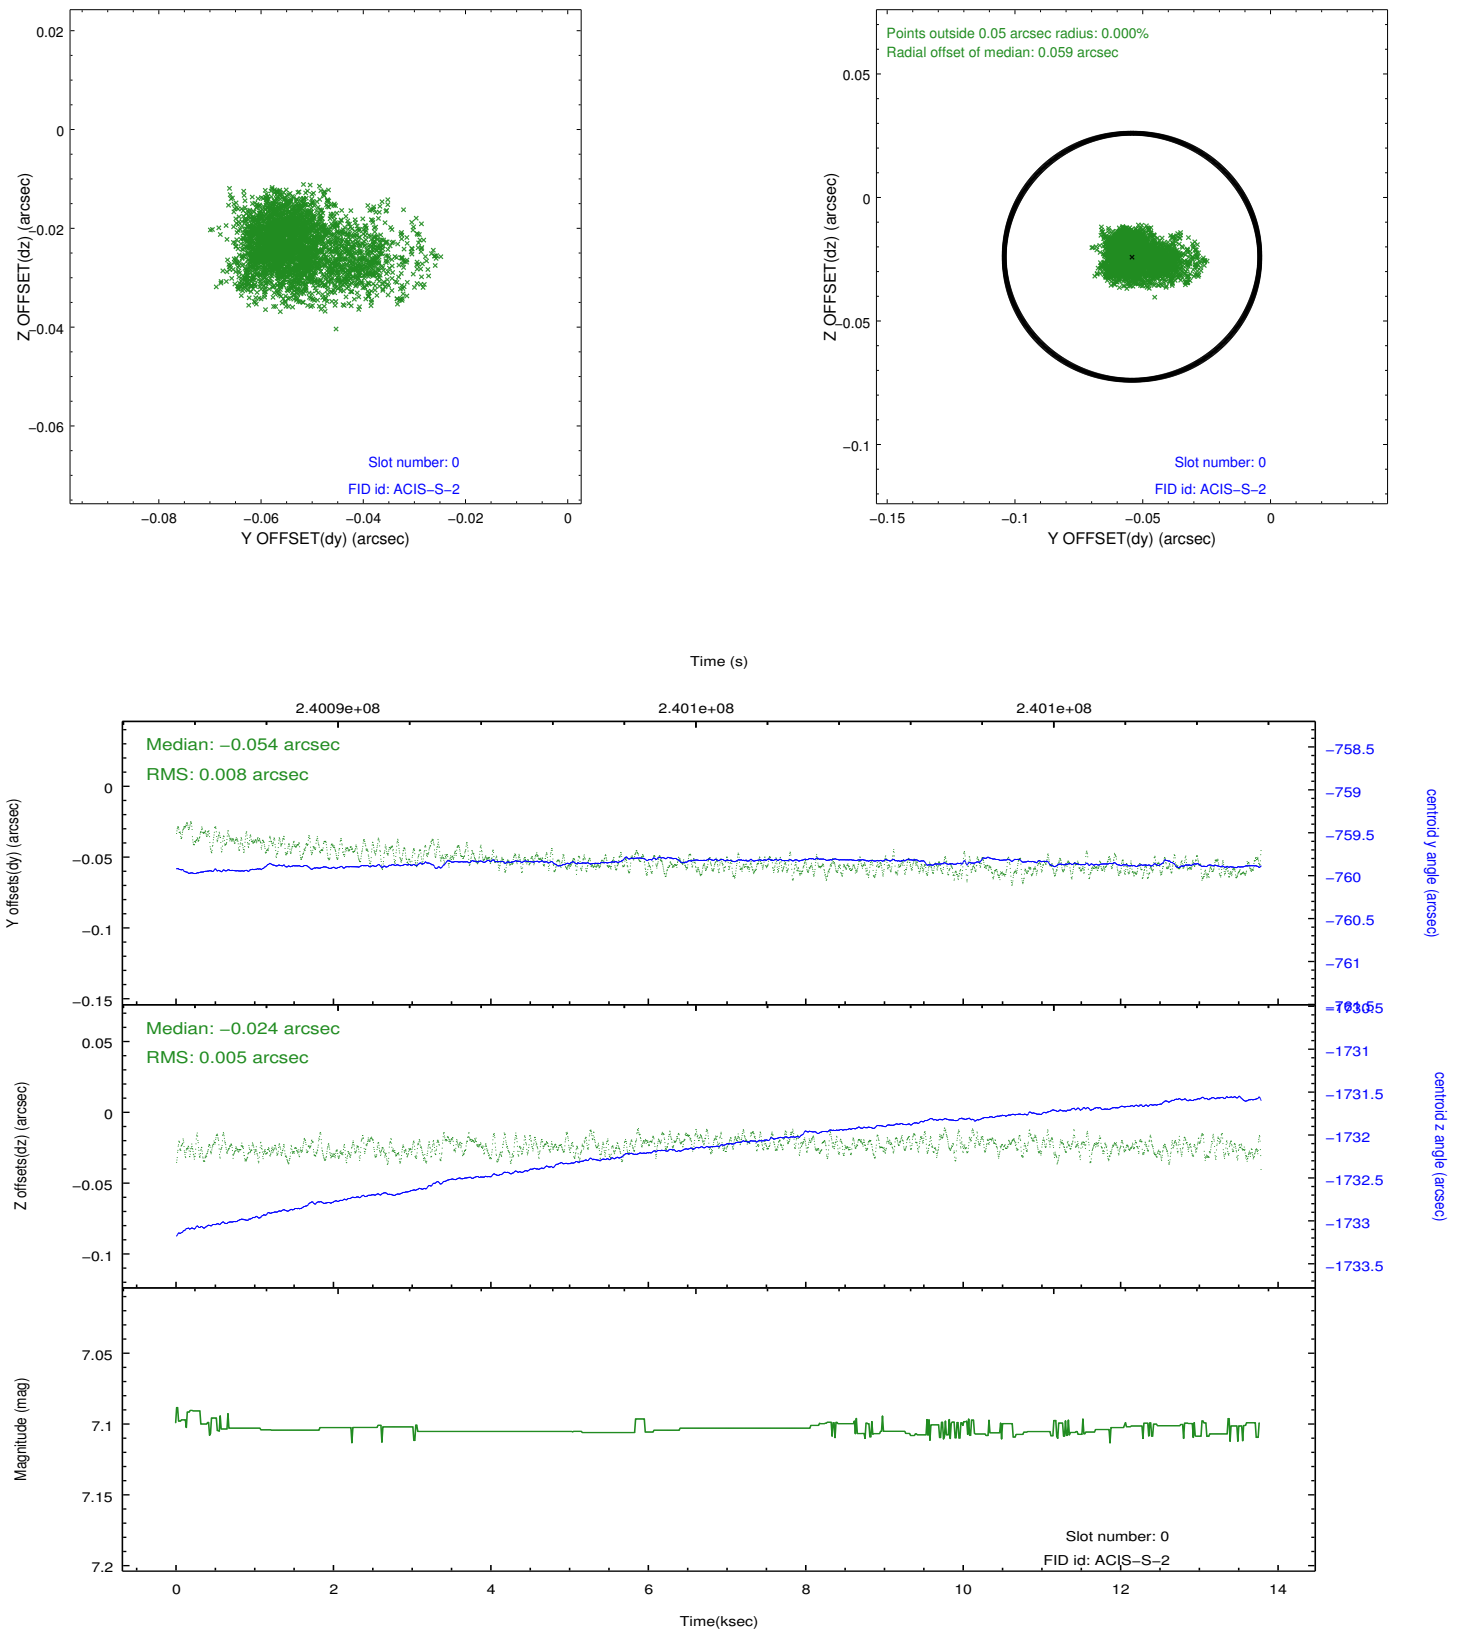 0.02
0
−0.02
−0.04
−0.06
Z OFFSET(dz) (arcsec)
Slot number: 0
FID id: ACIS−S−2
−0.08
−0.06
−0.04
−0.02
0
Y OFFSET(dy) (arcsec)
Points outside 0.05 arcsec radius: 0.000%
Radial offset of median: 0.059 arcsec
0.05
0
−0.05
−0.1
Z OFFSET(dz) (arcsec)
Slot number: 0
FID id: ACIS−S−2
−0.15
−0.1
−0.05
0
Y OFFSET(dy) (arcsec)
Time (s)
2.4009e+08
2.401e+08
2.401e+08
Median: −0.054 arcsec
RMS: 0.008 arcsec
0
−0.05
−0.1
−0.15
Y offsets(dy) (arcsec)
−758.5
−759
−759.5
−760
−760.5
−761
−761.5
centroid y angle (arcsec)
Median: −0.024 arcsec
RMS: 0.005 arcsec
0.05
0
−0.05
−0.1
Z offsets(dz) (arcsec)
−1730.5
−1731
−1731.5
−1732
−1732.5
−1733
−1733.5
centroid z angle (arcsec)
7.05
7.1
7.15
7.2
Magnitude (mag)
Slot number: 0
FID id: ACIS−S−2
0
2
4
6
8
10
12
14
Time(ksec)